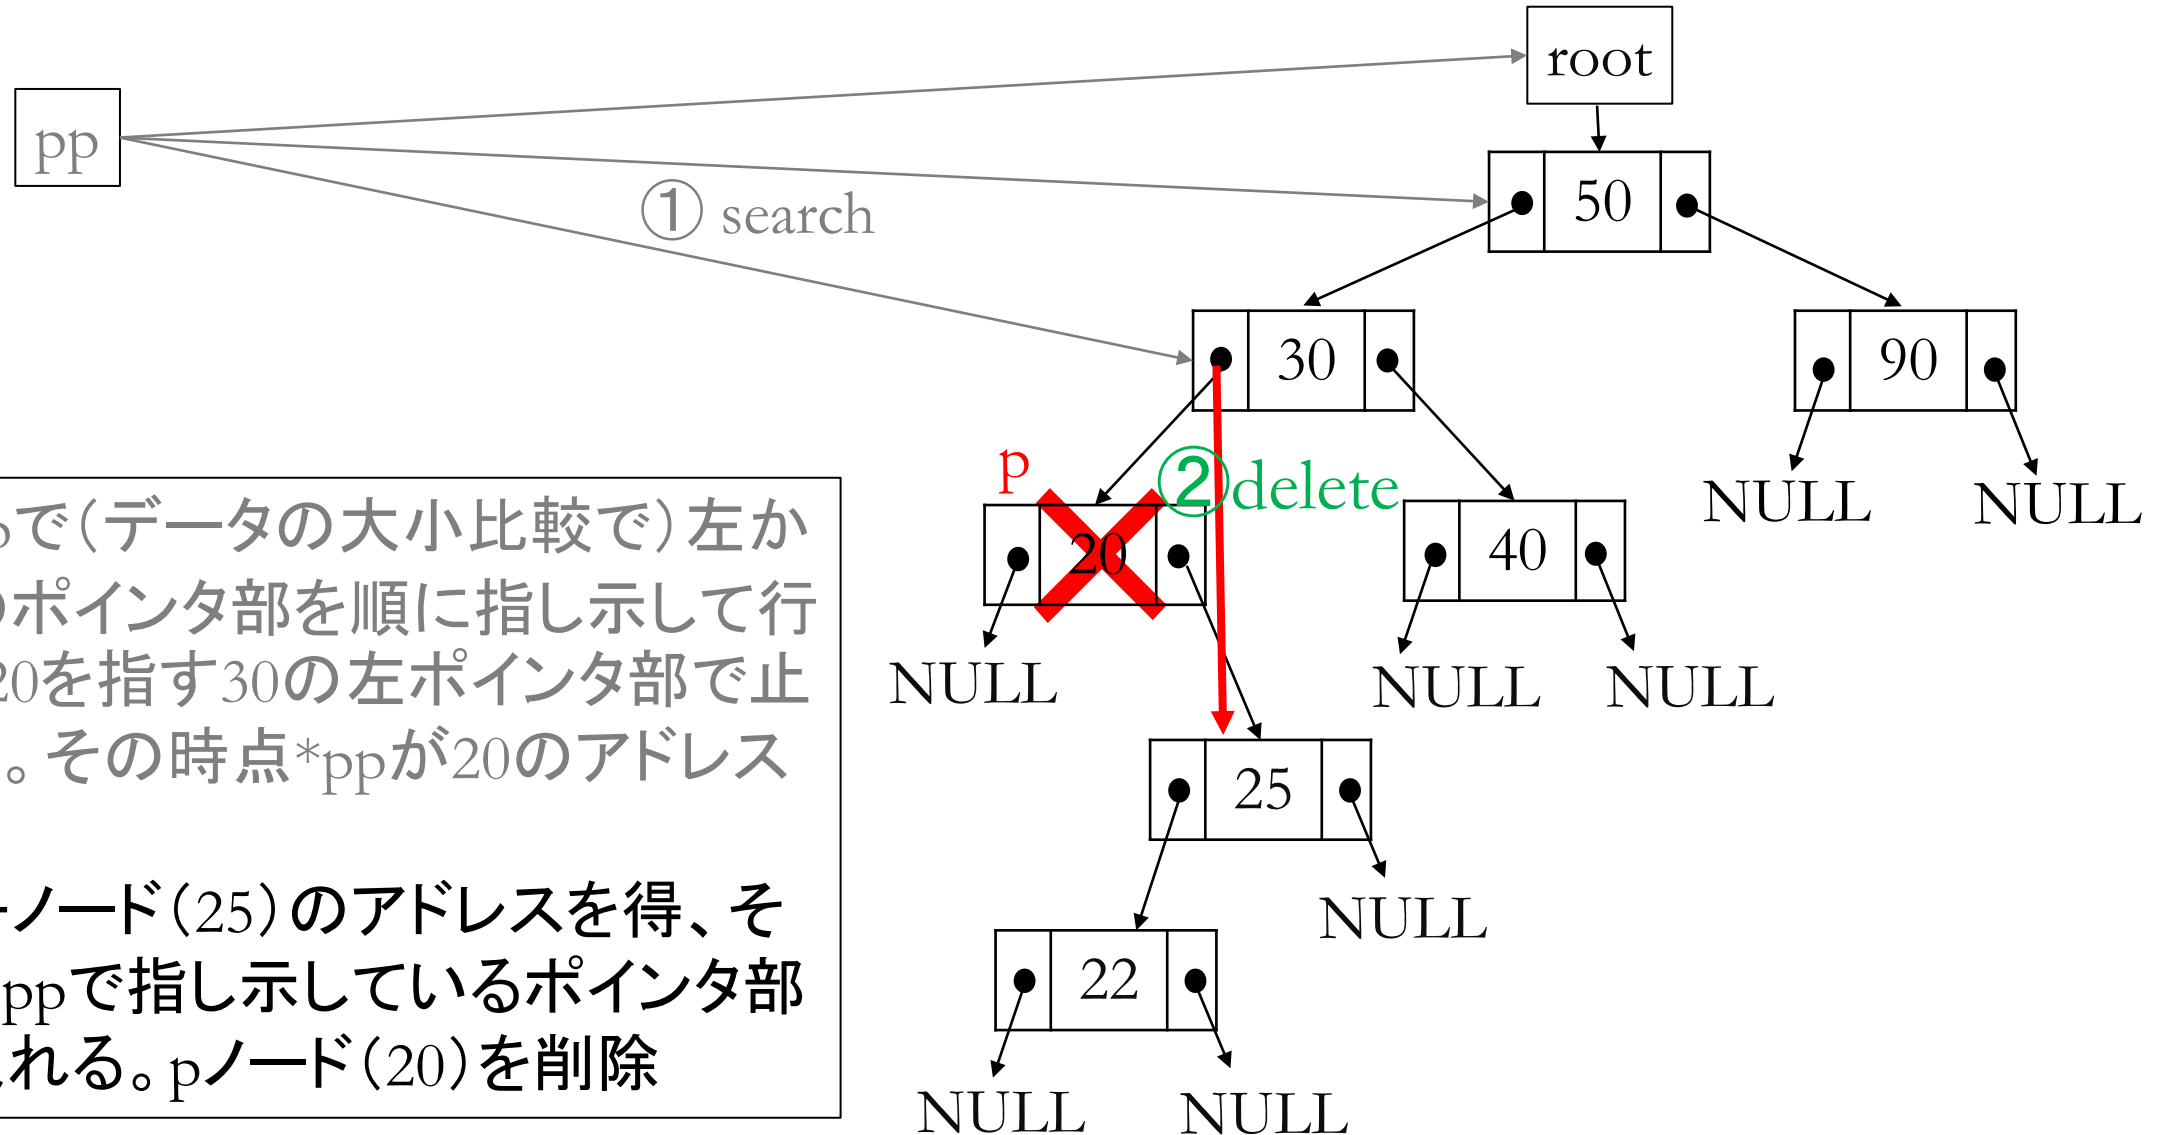 root
pp
50
① search
30
90
p
②delete
NULL
NULL
20
40
で（データの大小比較で）左か
ポインタ部を順に指し示して行
20を指す30の左ポインタ部で止
。その時点*ppが20のアドレス
NULL
NULL
NULL
25
ーノード（25）のアドレスを得、そ
ppで指し示しているポインタ部
れる。pノード（20）を削除
NULL
22
NULL
NULL